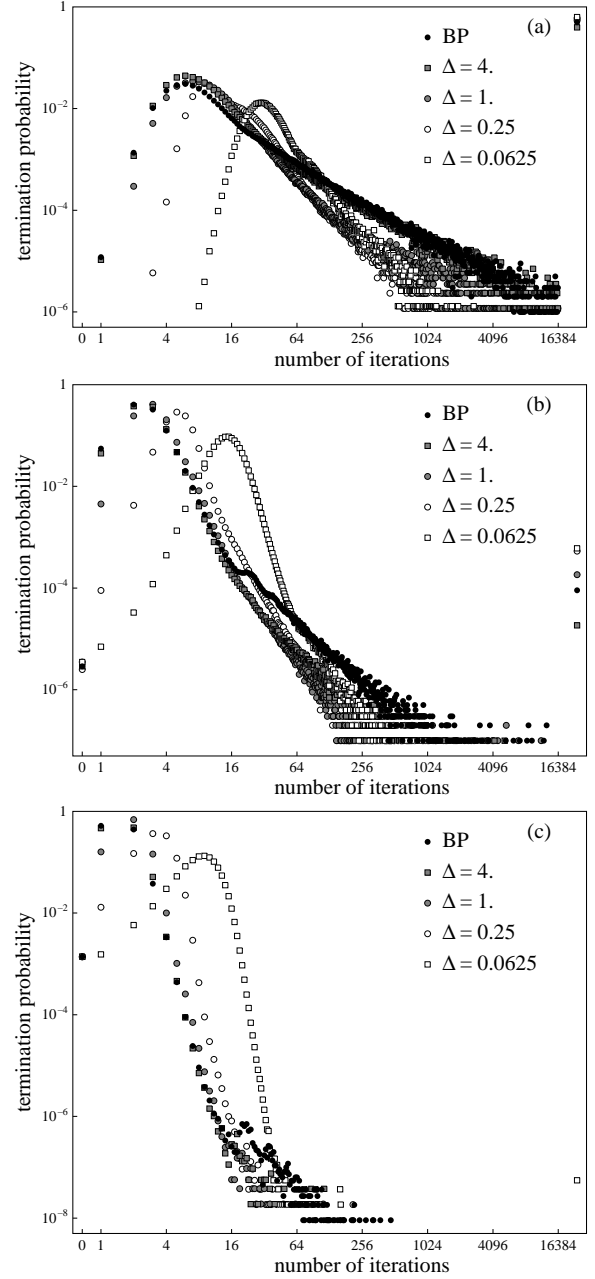 1
10⁻²
10⁻⁴
10⁻⁶
termination probability
(a)
BP
Δ = 4.
Δ = 1.
Δ = 0.25
Δ = 0.0625
0 1 4 16 64 256 1024 4096 16384
number of iterations
1
10⁻²
10⁻⁴
10⁻⁶
termination probability
(b)
BP
Δ = 4.
Δ = 1.
Δ = 0.25
Δ = 0.0625
0 1 4 16 64 256 1024 4096 16384
number of iterations
1
10⁻²
10⁻⁴
10⁻⁶
10⁻⁸
termination probability
(c)
BP
Δ = 4.
Δ = 1.
Δ = 0.25
Δ = 0.0625
0 1 4 16 64 256 1024 4096 16384
number of iterations